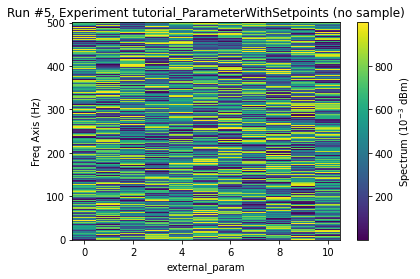 Run #5, Experiment tutorial_ParameterWithSetpoints (no sample)
500
400
300
200
100
0
Freq Axis (Hz)
0 2 4 6 8 10
external_param
800
600
400
200
Spectrum (10⁻³ dBm)